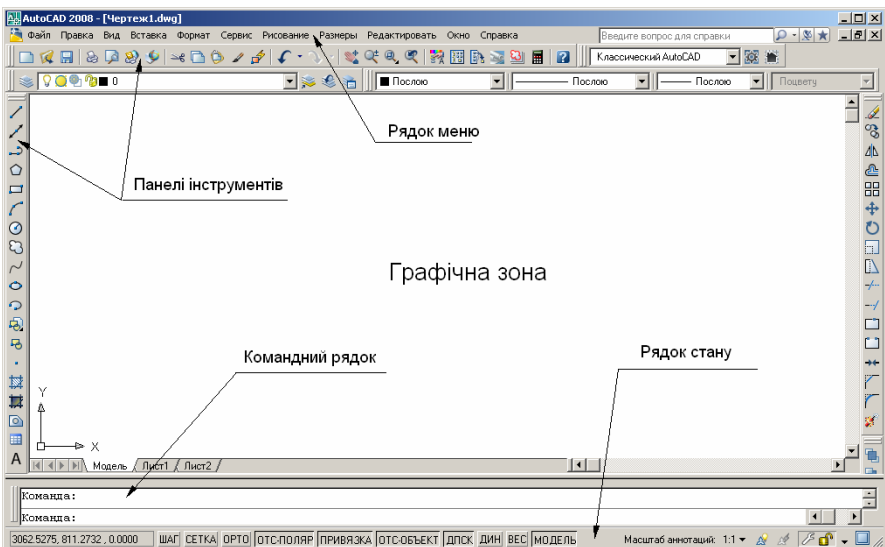 AutoCAD 2008 - [Чертеж1.dwg]
Файл Правка Вид Вставка Формат Сервис Рисование Размеры Редактировать Окно Справка Введите вопрос для справки
Классический AutoCAD
0 Послою Послою Послою Поцвету
Рядок меню
Панелі інструментів
Графічна зона
Командний рядок
Рядок стану
Y
X
A
Модель Лист1 Лист2
Команда:
Команда:
3062.5275, 811.2732 , 0.0000 ШАГ СЕТКА ОРТО ОТС-ПОЛЯР ПРИВЯЗКА ОТС-ОБЪЕКТ ДПСК ДИН ВЕС МОДЕЛЬ Масштаб аннотаций: 1:1